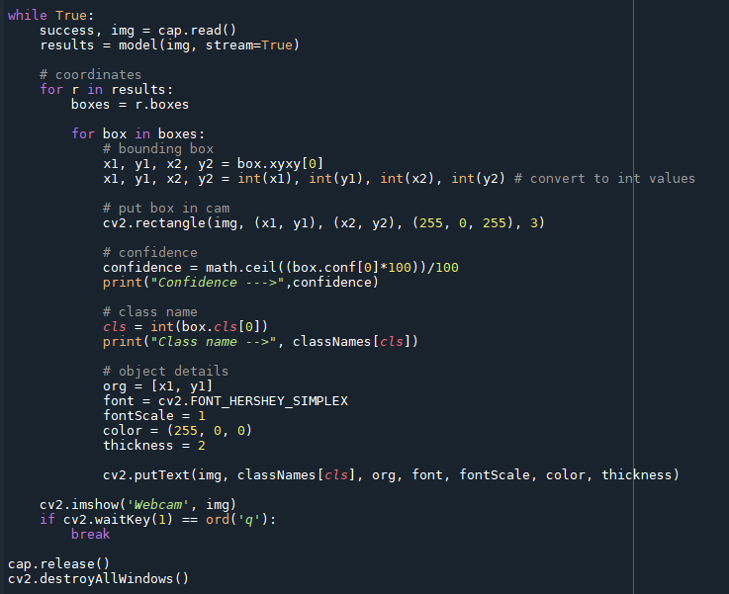 while True:
    success, img = cap.read()
    results = model(img, stream=True)

    # coordinates
    for r in results:
        boxes = r.boxes

        for box in boxes:
            # bounding box
            x1, y1, x2, y2 = box.xyxy[0]
            x1, y1, x2, y2 = int(x1), int(y1), int(x2), int(y2) # convert to int values

            # put box in cam
            cv2.rectangle(img, (x1, y1), (x2, y2), (255, 0, 255), 3)

            # confidence
            confidence = math.ceil((box.conf[0]*100))/100
            print("Confidence --->",confidence)

            # class name
            cls = int(box.cls[0])
            print("Class name -->", classNames[cls])

            # object details
            org = [x1, y1]
            font = cv2.FONT_HERSHEY_SIMPLEX
            fontScale = 1
            color = (255, 0, 0)
            thickness = 2

            cv2.putText(img, classNames[cls], org, font, fontScale, color, thickness)

    cv2.imshow('Webcam', img)
    if cv2.waitKey(1) == ord('q'):
        break

cap.release()
cv2.destroyAllWindows()